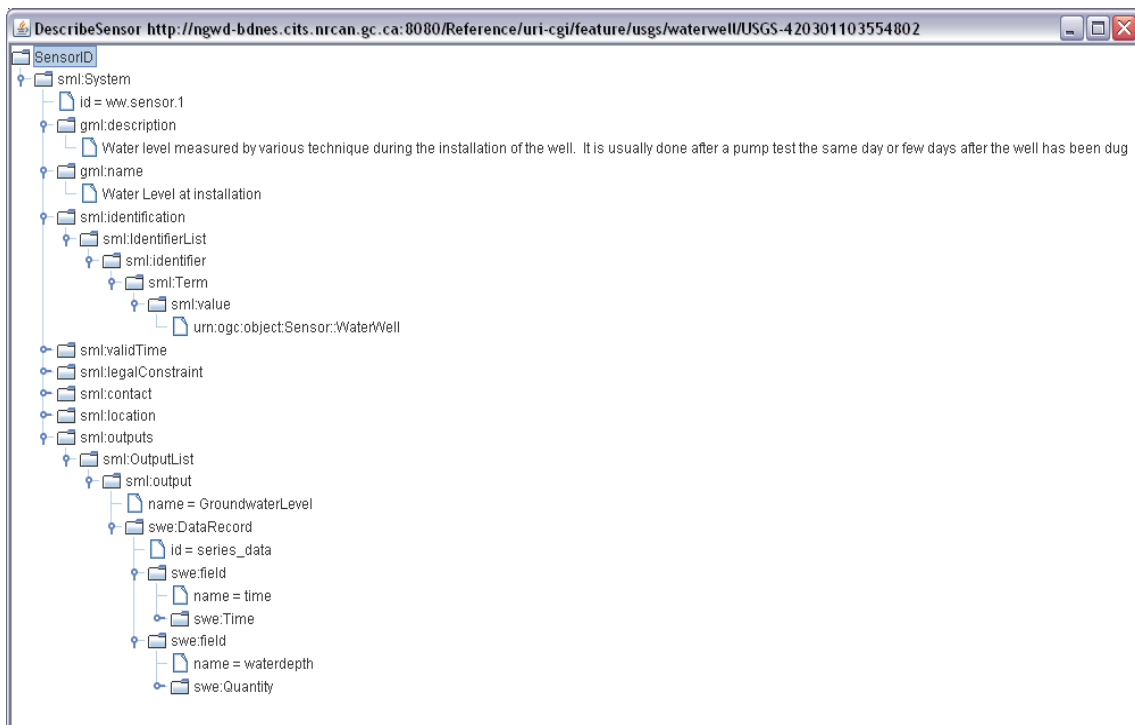 DescribeSensor http://ngwd-bdnes.cits.nrcan.gc.ca:8080/Reference/uri-cgi/feature/usgs/waterwell/USGS-420301103554802
SensorID
sml:System
id = ww.sensor.1
gml:description
Water level measured by various technique during the installation of the well.  It is usually done after a pump test the same day or few days after the well has been dug
gml:name
Water Level at installation
sml:identification
sml:IdentifierList
sml:identifier
sml:Term
sml:value
urn:ogc:object:Sensor::WaterWell
sml:validTime
sml:legalConstraint
sml:contact
sml:location
sml:outputs
sml:OutputList
sml:output
name = GroundwaterLevel
swe:DataRecord
id = series_data
swe:field
name = time
swe:Time
swe:field
name = waterdepth
swe:Quantity